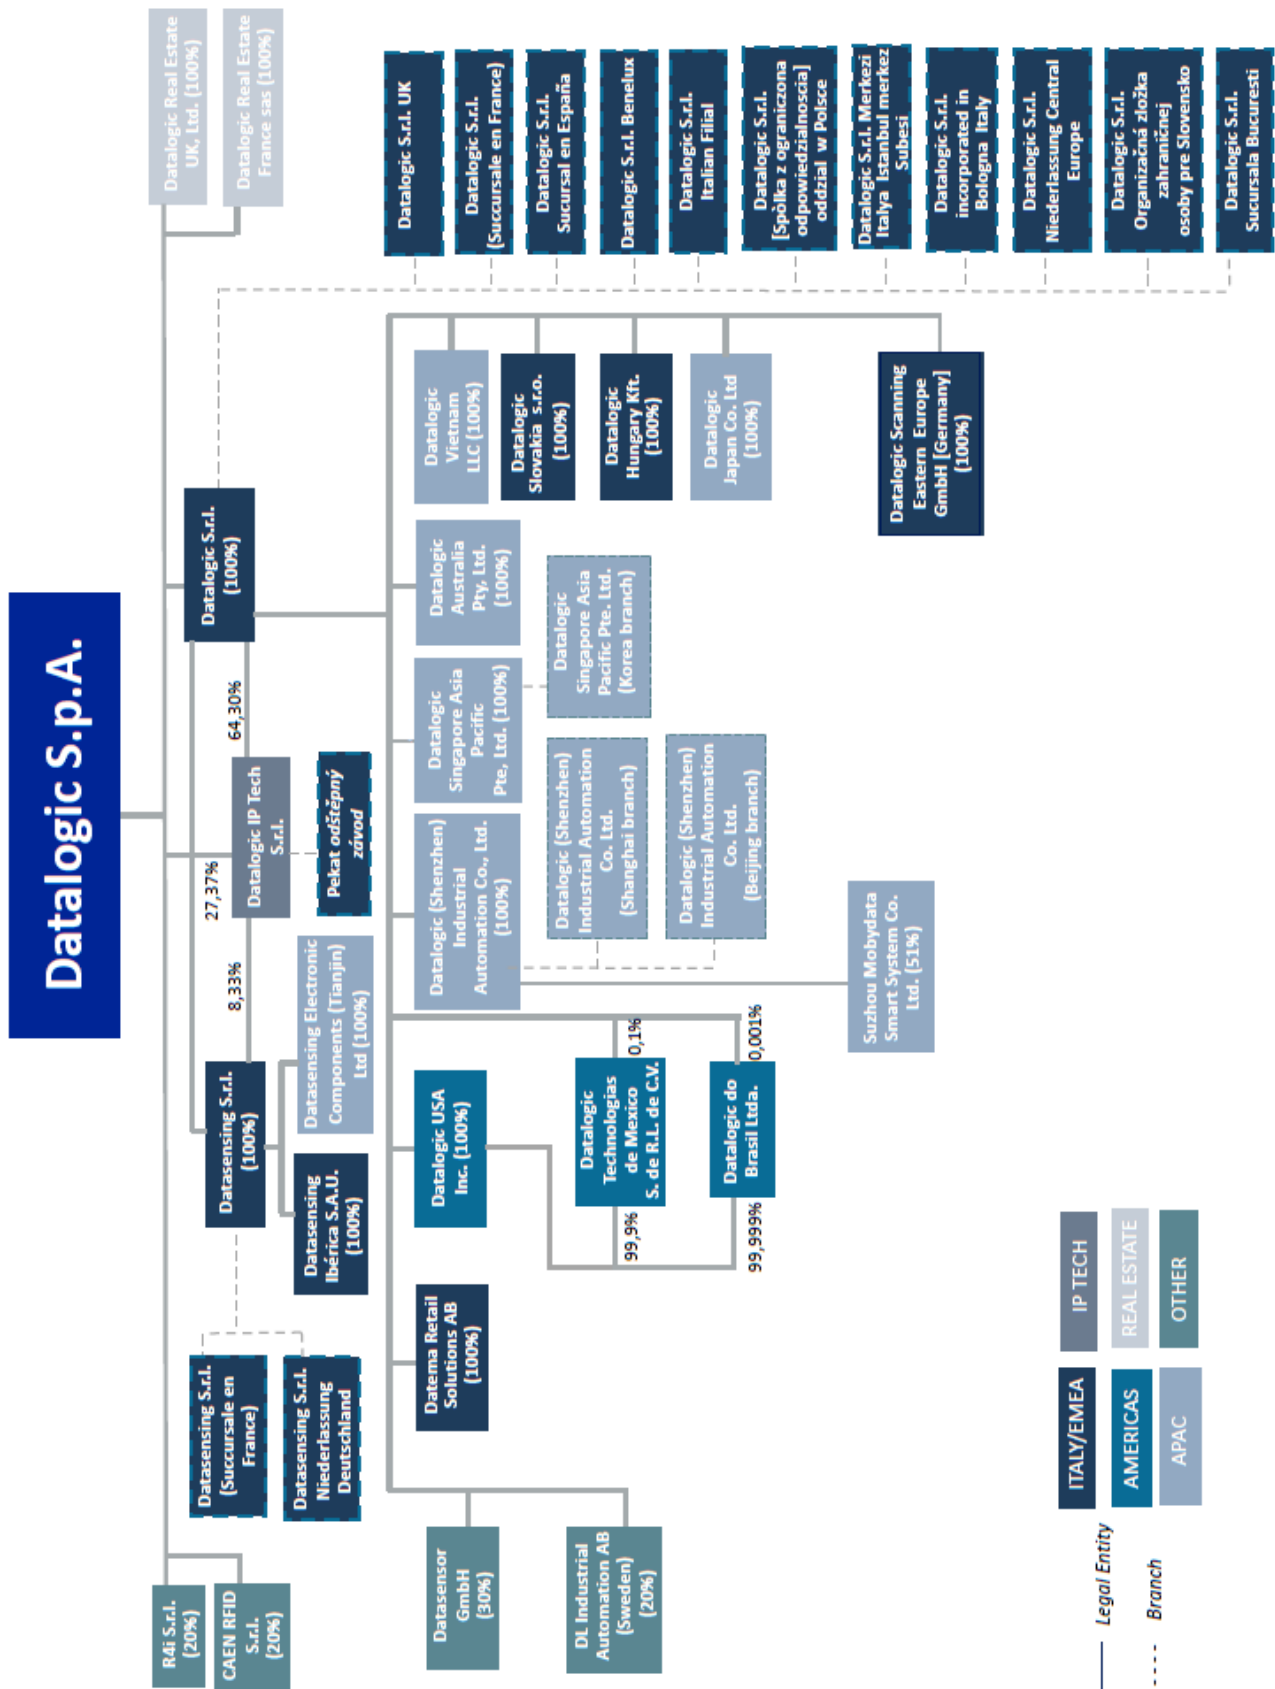 Datalogic S.p.A.
R4i S.r.l.
(20%)
CAEN RFID
S.r.l.
(20%)
Datalogic Real Estate
UK, Ltd. (100%)
Datalogic Real Estate
France sas (100%)
Datasensing S.r.l.
(100%)
8,33%
27,37%
Datalogic IP Tech
S.r.l.
64,30%
Datalogic S.r.l.
(100%)
Datasensing S.r.l.
(Succursale en
France)
Datasensing S.r.l.
Niederlassung
Deutschland
Datasensing
Ibérica S.A.U.
(100%)
Datasensing Electronic
Components (Tianjin)
Ltd (100%)
Pekat odštěpný
závod
Datasensor
GmbH
(30%)
DL Industrial
Automation AB
(Sweden)
(20%)
Datema Retail
Solutions AB
(100%)
Datalogic USA
Inc. (100%)
99,9%
Datalogic
Technologias
de Mexico
S. de R.L. de C.V.
0,1%
99,999%
Datalogic do
Brasil Ltda.
0,001%
Datalogic (Shenzhen)
Industrial
Automation Co., Ltd.
(100%)
Datalogic (Shenzhen)
Industrial Automation
Co. Ltd.
(Shanghai branch)
Datalogic (Shenzhen)
Industrial Automation
Co. Ltd.
(Beijing branch)
Suzhou Mobydata
Smart System Co.
Ltd. (51%)
Datalogic
Singapore Asia
Pacific
Pte, Ltd. (100%)
Datalogic
Singapore Asia
Pacific Pte. Ltd.
(Korea branch)
Datalogic
Australia
Pty, Ltd.
(100%)
Datalogic
Vietnam
LLC (100%)
Datalogic
Slovakia s.r.o.
(100%)
Datalogic
Hungary Kft.
(100%)
Datalogic
Japan Co. Ltd
(100%)
Datalogic Scanning
Eastern Europe
GmbH [Germany]
(100%)
Datalogic S.r.l. UK
Datalogic S.r.l.
(Succursale en France)
Datalogic S.r.l.
Sucursal en España
Datalogic S.r.l. Benelux
Datalogic S.r.l.
Italian Filial
Datalogic S.r.l.
[Spòlka z ograniczona
odpowiedzialnoscia]
oddzial w Polsce
Datalogic S.r.l. Merkezi
Italya Istanbul merkez
Subesi
Datalogic S.r.l.
incorporated in
Bologna Italy
Datalogic S.r.l.
Niederlassung Central
Europe
Datalogic S.r.l.
Organizačná zložka
zahraničnej
osoby pre Slovensko
Datalogic S.r.l.
Sucursala Bucuresti
Legal Entity
Branch
ITALY/EMEA
IP TECH
AMERICAS
REAL ESTATE
APAC
OTHER